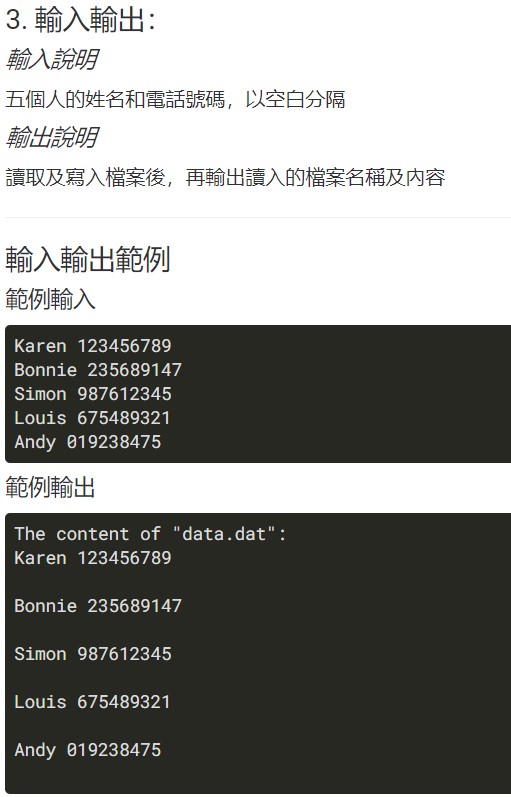 3. 輸入輸出：
輸入說明
五個人的姓名和電話號碼，以空白分隔
輸出說明
讀取及寫入檔案後，再輸出讀入的檔案名稱及內容
輸入輸出範例
範例輸入
Karen 123456789
Bonnie 235689147
Simon 987612345
Louis 675489321
Andy 019238475
範例輸出
The content of "data.dat":
Karen 123456789
Bonnie 235689147
Simon 987612345
Louis 675489321
Andy 019238475